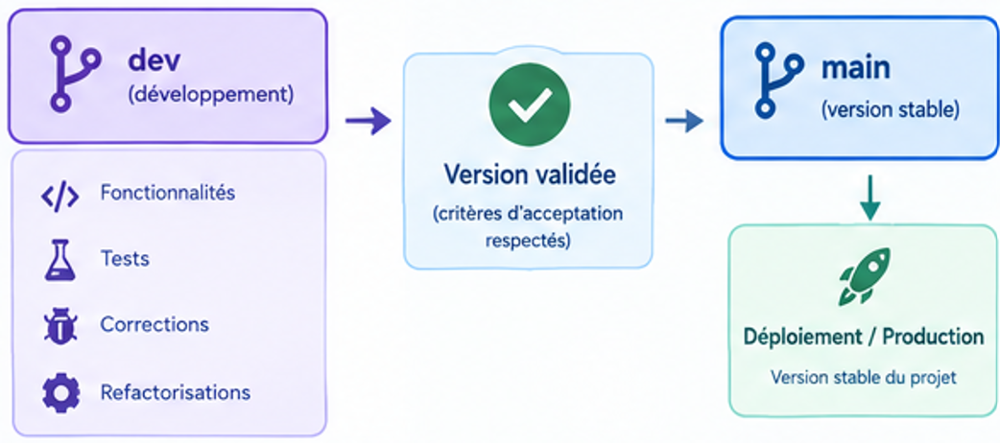 dev
(développement)
Fonctionnalités
Tests
Corrections
Refactorisations
Version validée
(critères d'acceptation
respectés)
main
(version stable)
Déploiement / Production
Version stable du projet